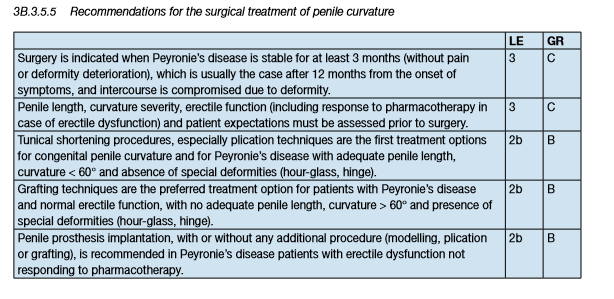 3B.3.5.5 Recommendations for the surgical treatment of penile curvature
LE GR
Surgery is indicated when Peyronie's disease is stable for at least 3 months (without pain 3 C
or deformity deterioration), which is usually the case after 12 months from the onset of
symptoms, and intercourse is compromised due to deformity.
Penile length, curvature severity, erectile function (including response to pharmacotherapy in 3 C
case of erectile dysfunction) and patient expectations must be assessed prior to surgery.
Tunical shortening procedures, especially plication techniques are the first treatment options 2b B
for congenital penile curvature and for Peyronie's disease with adequate penile length,
curvature < 60° and absence of special deformities (hour-glass, hinge).
Grafting techniques are the preferred treatment option for patients with Peyronie's disease 2b B
and normal erectile function, with no adequate penile length, curvature > 60° and presence of
special deformities (hour-glass, hinge).
Penile prosthesis implantation, with or without any additional procedure (modelling, plication 2b B
or grafting), is recommended in Peyronie's disease patients with erectile dysfunction not
responding to pharmacotherapy.